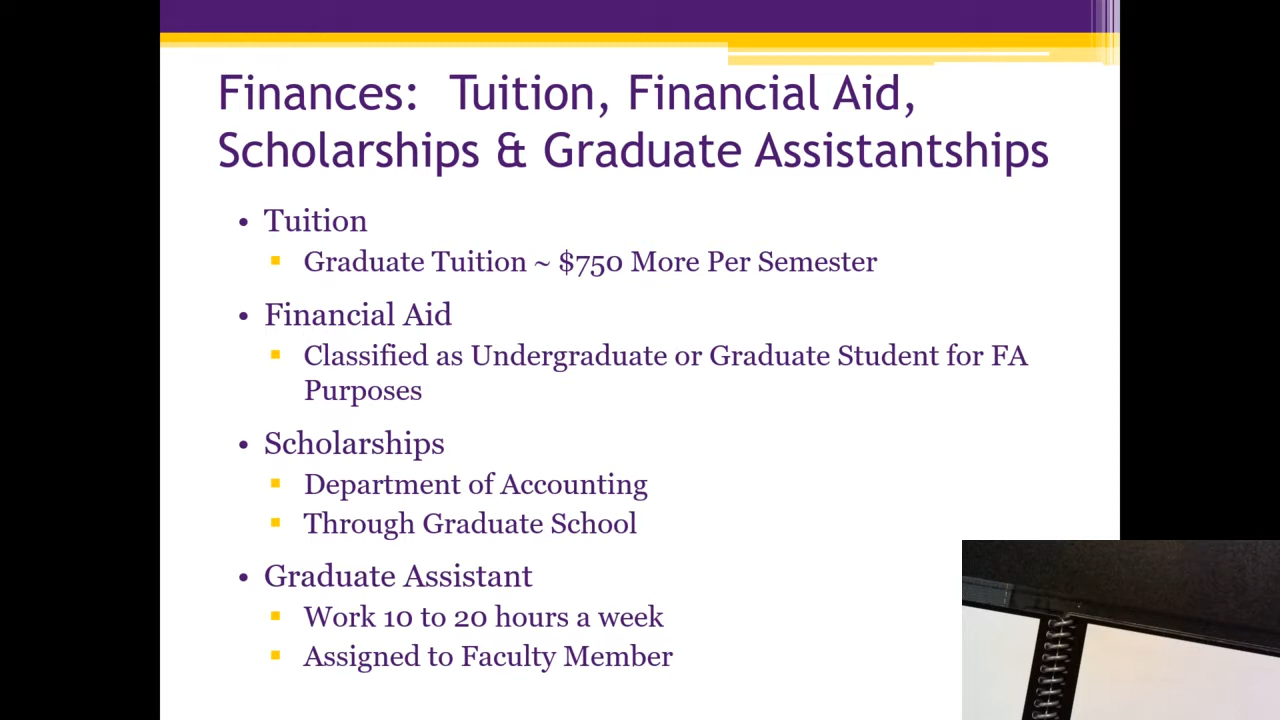 Finances:  Tuition, Financial Aid,
Scholarships & Graduate Assistantships
• Tuition
▪ Graduate Tuition ~ $750 More Per Semester
• Financial Aid
▪ Classified as Undergraduate or Graduate Student for FA
Purposes
• Scholarships
▪ Department of Accounting
▪ Through Graduate School
• Graduate Assistant
▪ Work 10 to 20 hours a week
▪ Assigned to Faculty Member